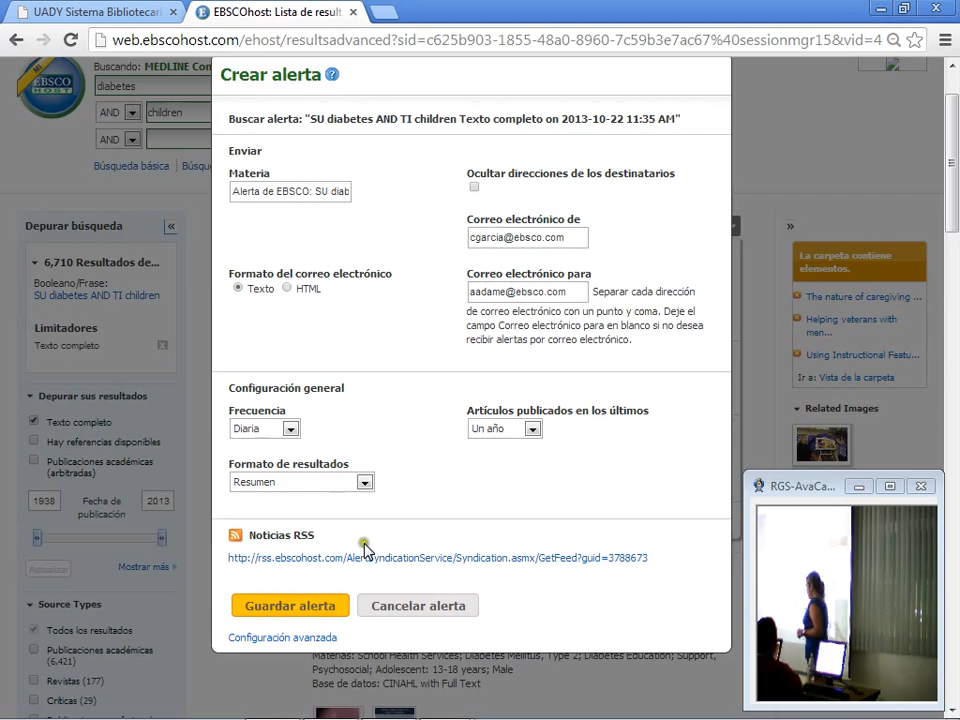 UADY Sistema Bibliotecari
EBSCOhost: Lista de result
web.ebscohost.com/ehost/resultsadvanced?sid=c625b903-1855-48a0-8960-7c59b3e7ac67%40sessionmgr15&vid=4
EBSCO
HOST
Buscando: MEDLINE Con
diabetes
AND
children
AND
Búsqueda básica
Búsqu
Crear alerta
Buscar alerta: "SU diabetes AND TI children Texto completo on 2013-10-22 11:35 AM"
Enviar
Materia
Alerta de EBSCO: SU diab
Ocultar direcciones de los destinatarios
Correo electrónico de
cgarcia@ebsco.com
Formato del correo electrónico
Texto
HTML
Correo electrónico para
aadame@ebsco.com Separar cada dirección
de correo electrónico con un punto y coma. Deje el
campo Correo electrónico para en blanco si no desea
recibir alertas por correo electrónico.
Configuración general
Frecuencia
Diaria
Artículos publicados en los últimos
Un año
Formato de resultados
Resumen
Noticias RSS
http://rss.ebscohost.com/AlertSyndicationService/Syndication.asmx/GetFeed?guid=3788673
Guardar alerta
Cancelar alerta
Configuración avanzada
Depurar búsqueda
«
6,710 Resultados de...
Booleano/Frase:
SU diabetes AND TI children
Limitadores
Texto completo
Depurar sus resultados
Texto completo
Hay referencias disponibles
Publicaciones académicas
(arbitradas)
1938
Fecha de
publicación
2013
Actualizar
Mostrar más »
Source Types
Todos los resultados
Publicaciones académicas
(6,421)
Revistas (177)
Críticas (29)
Materias: School Health Services; Diabetes Mellitus, Type 2; Diabetes Education; Support,
Psychosocial; Adolescent: 13-18 years; Male
Base de datos: CINAHL with Full Text
»
La carpeta contiene
elementos.
The nature of caregiving ...
Helping veterans with
men...
Using Instructional Featu...
Ir a: Vista de la carpeta
Related Images
RGS-AvaCa...